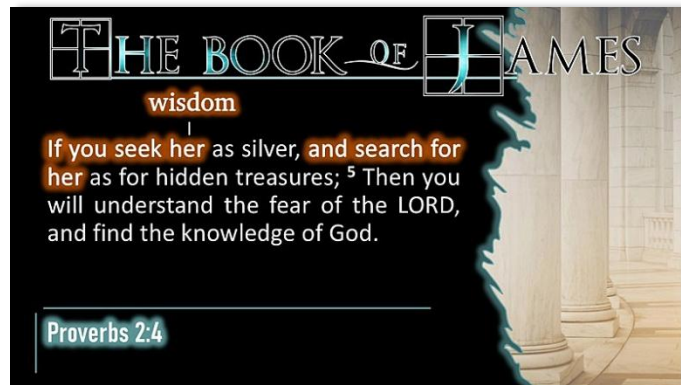 THE BOOK OF JAMES
wisdom
If you seek her as silver, and search for
her as for hidden treasures; ⁵ Then you
will understand the fear of the LORD,
and find the knowledge of God.
Proverbs 2:4